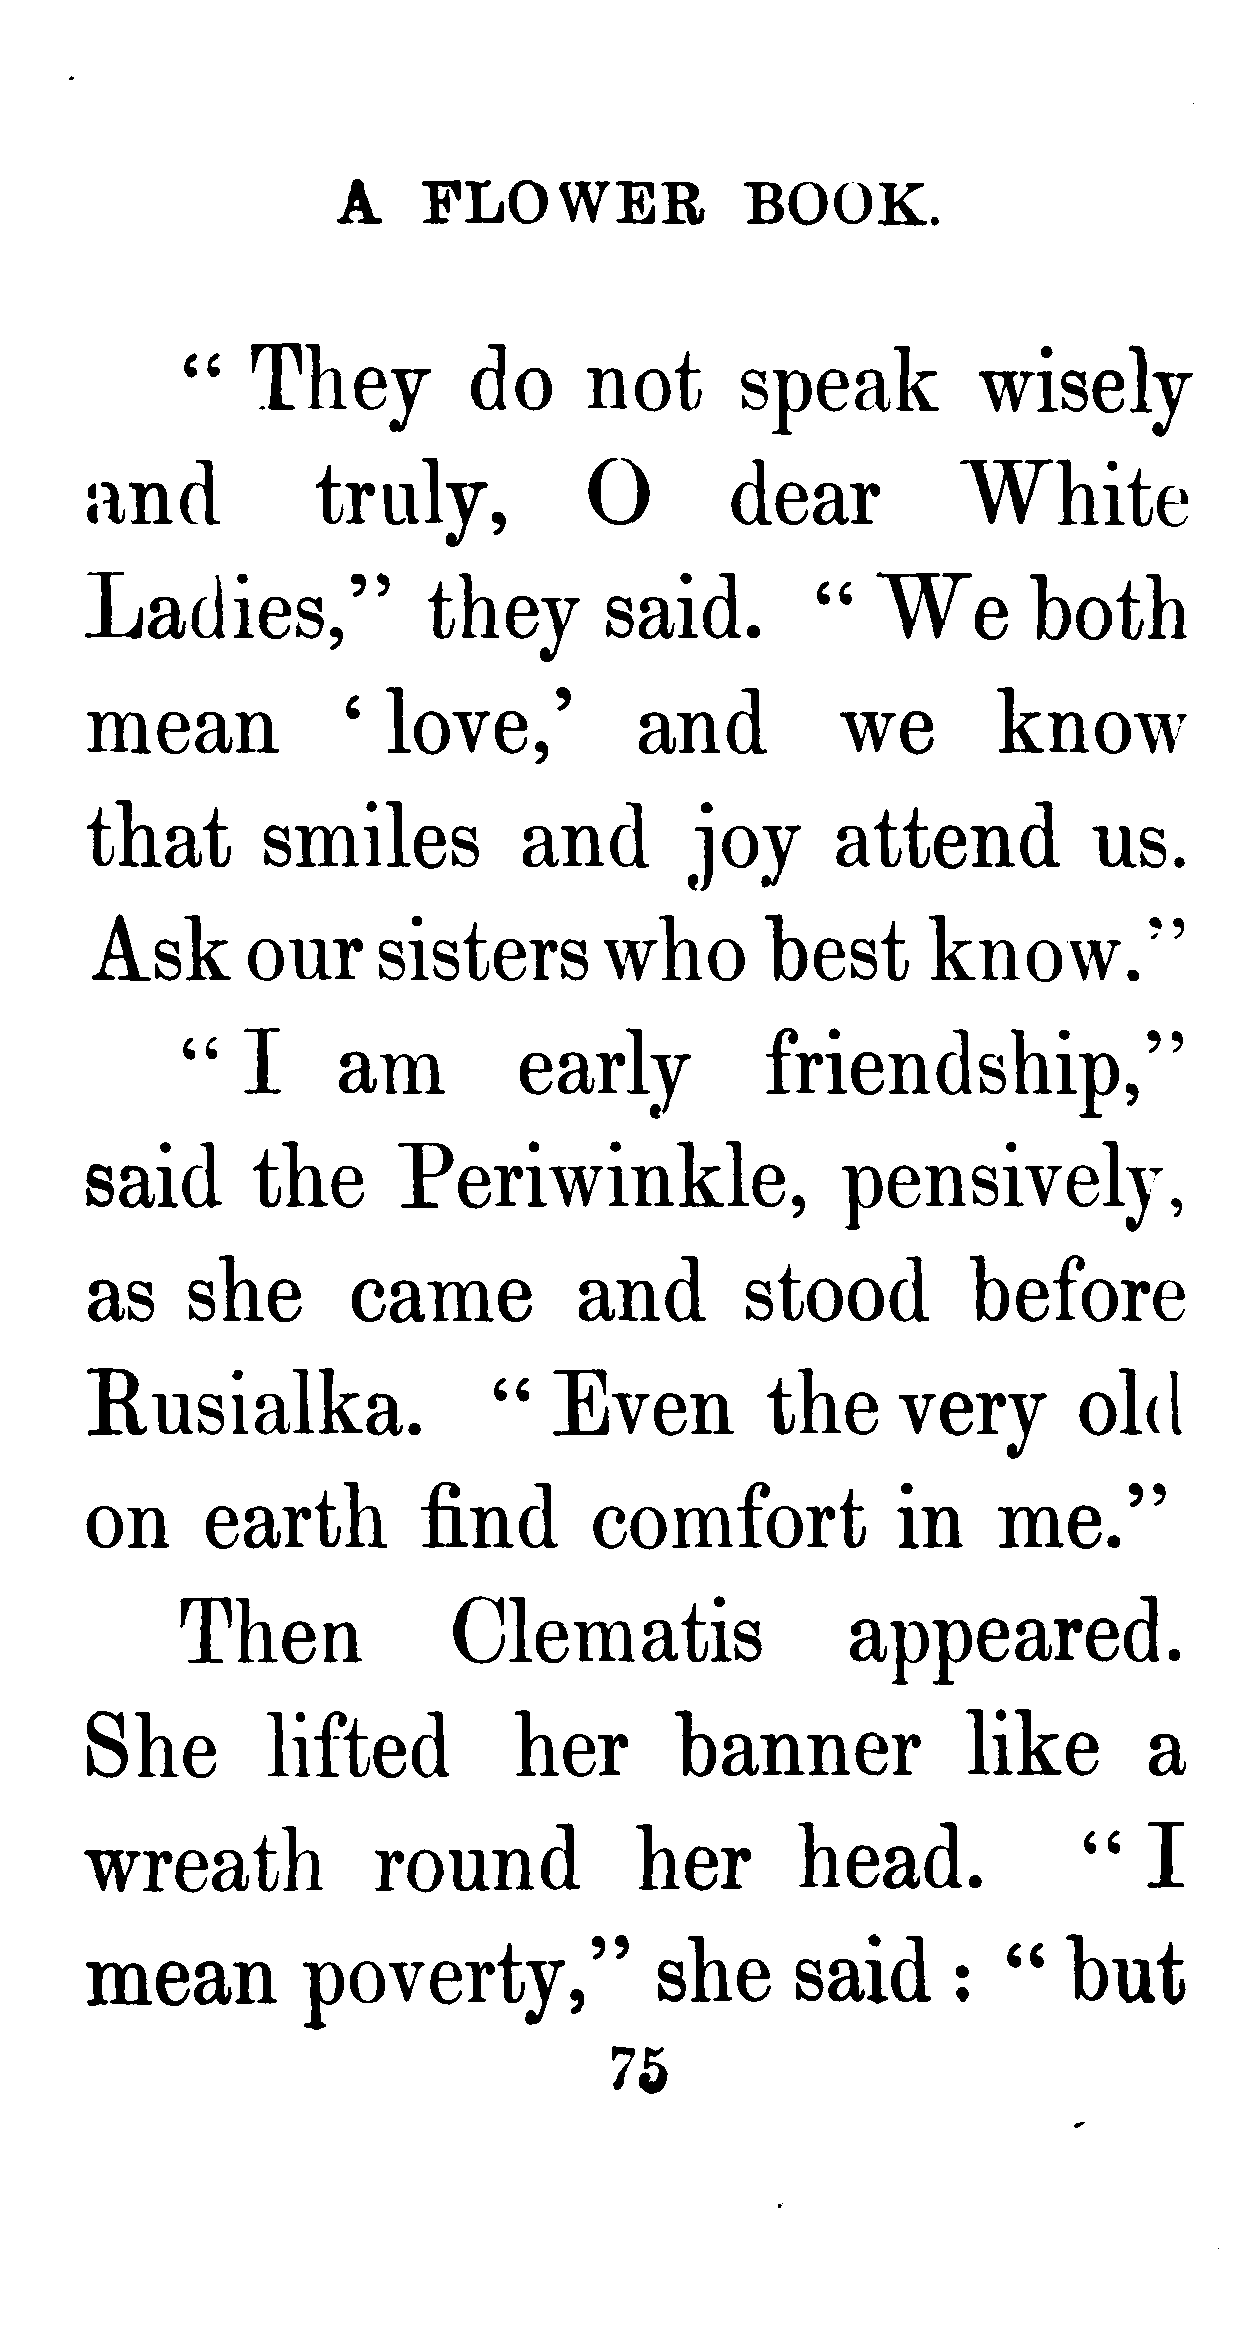 A FLOWER BOOK.
“ They do not speak wisely
and truly, O dear White
Ladies,” they said. “ We both
mean ‘ love,’ and we know
that smiles and joy attend us.
Ask our sisters who best know.”
“ I am early friendship,”
said the Periwinkle, pensively,
as she came and stood before
Rusialka. “ Even the very old
on earth find comfort in me.”
Then Clematis appeared.
She lifted her banner like a
wreath round her head. “ I
mean poverty,” she said : “ but
75